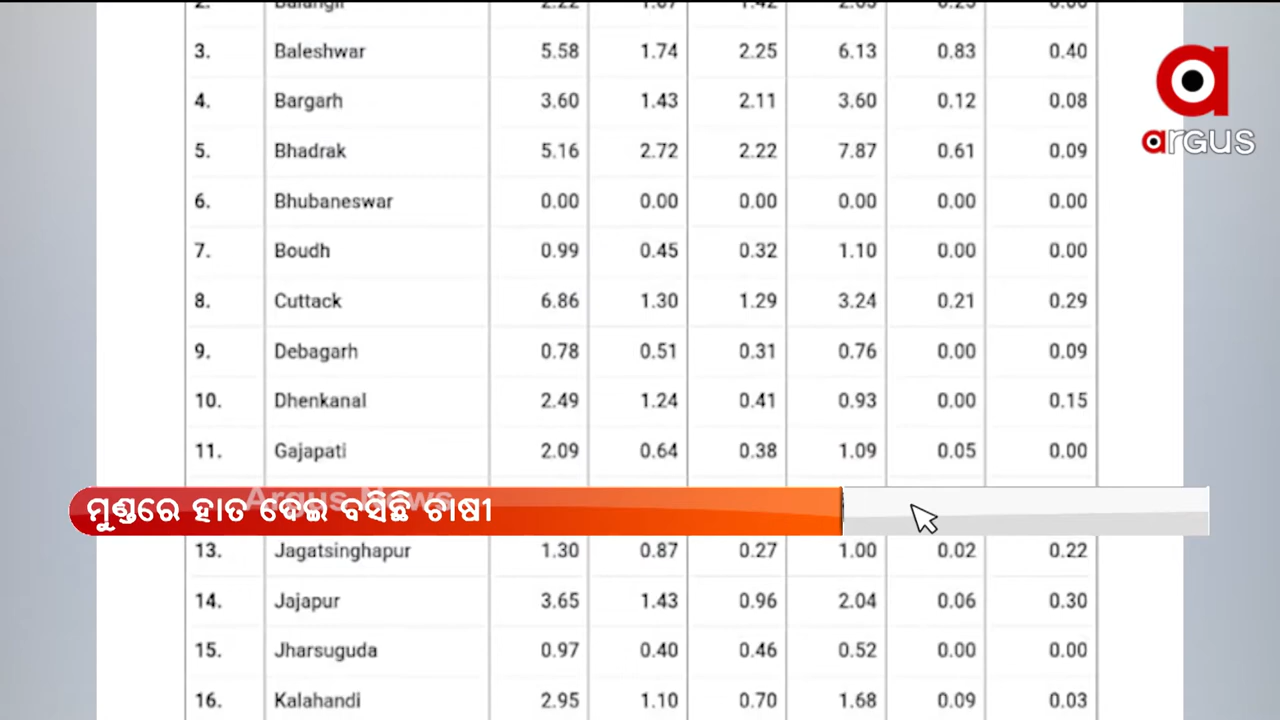 3. Baleshwar 5.58 1.74 2.25 6.13 0.83 0.40
4. Bargarh 3.60 1.43 2.11 3.60 0.12 0.08
5. Bhadrak 5.16 2.72 2.22 7.87 0.61 0.09
6. Bhubaneswar 0.00 0.00 0.00 0.00 0.00 0.00
7. Boudh 0.99 0.45 0.32 1.10 0.00 0.00
8. Cuttack 6.86 1.30 1.29 3.24 0.21 0.29
9. Debagarh 0.78 0.51 0.31 0.76 0.00 0.09
10. Dhenkanal 2.49 1.24 0.41 0.93 0.00 0.15
11. Gajapati 2.09 0.64 0.38 1.09 0.05 0.00
Argus News
ମୁଣ୍ଡରେ ହାତ ଦେଇ ବସିଛି ଚାଷୀ
13. Jagatsinghapur 1.30 0.87 0.27 1.00 0.02 0.22
14. Jajapur 3.65 1.43 0.96 2.04 0.06 0.30
15. Jharsuguda 0.97 0.40 0.46 0.52 0.00 0.00
16. Kalahandi 2.95 1.10 0.70 1.68 0.09 0.03
argus